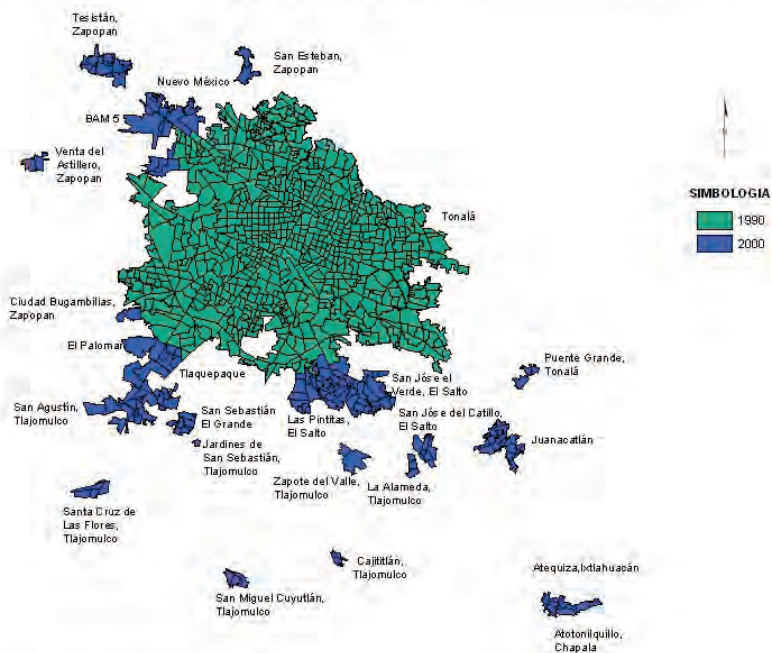 Tesistán,
Zapopan
San Esteban,
Zapopan
Nuevo México
BAM 5
Venta del
Astillero,
Zapopan
SIMBOLOGIA
1990
2000
Tonalá
Ciudad Bugambilias,
Zapopan
El Palomar
Tlaquepaque
Puente Grande,
Tonalá
San Jóse el
Verde, El Salto
San Agustín,
Tlajomulco
San Sebastián
El Grande
Las Pintitas,
El Salto
San Jóse del Catillo,
El Salto
Juanacatlán
Jardines de
San Sebastián,
Tlajomulco
Zapote del Valle,
Tlajomulco
La Alameda,
Tlajomulco
Santa Cruz de
Las Flores,
Tlajomulco
Cajititlán,
Tlajomulco
Atequiza,Ixtlahuacán
San Miguel Cuyutlán,
Tlajomulco
Atotonilquillo,
Chapala